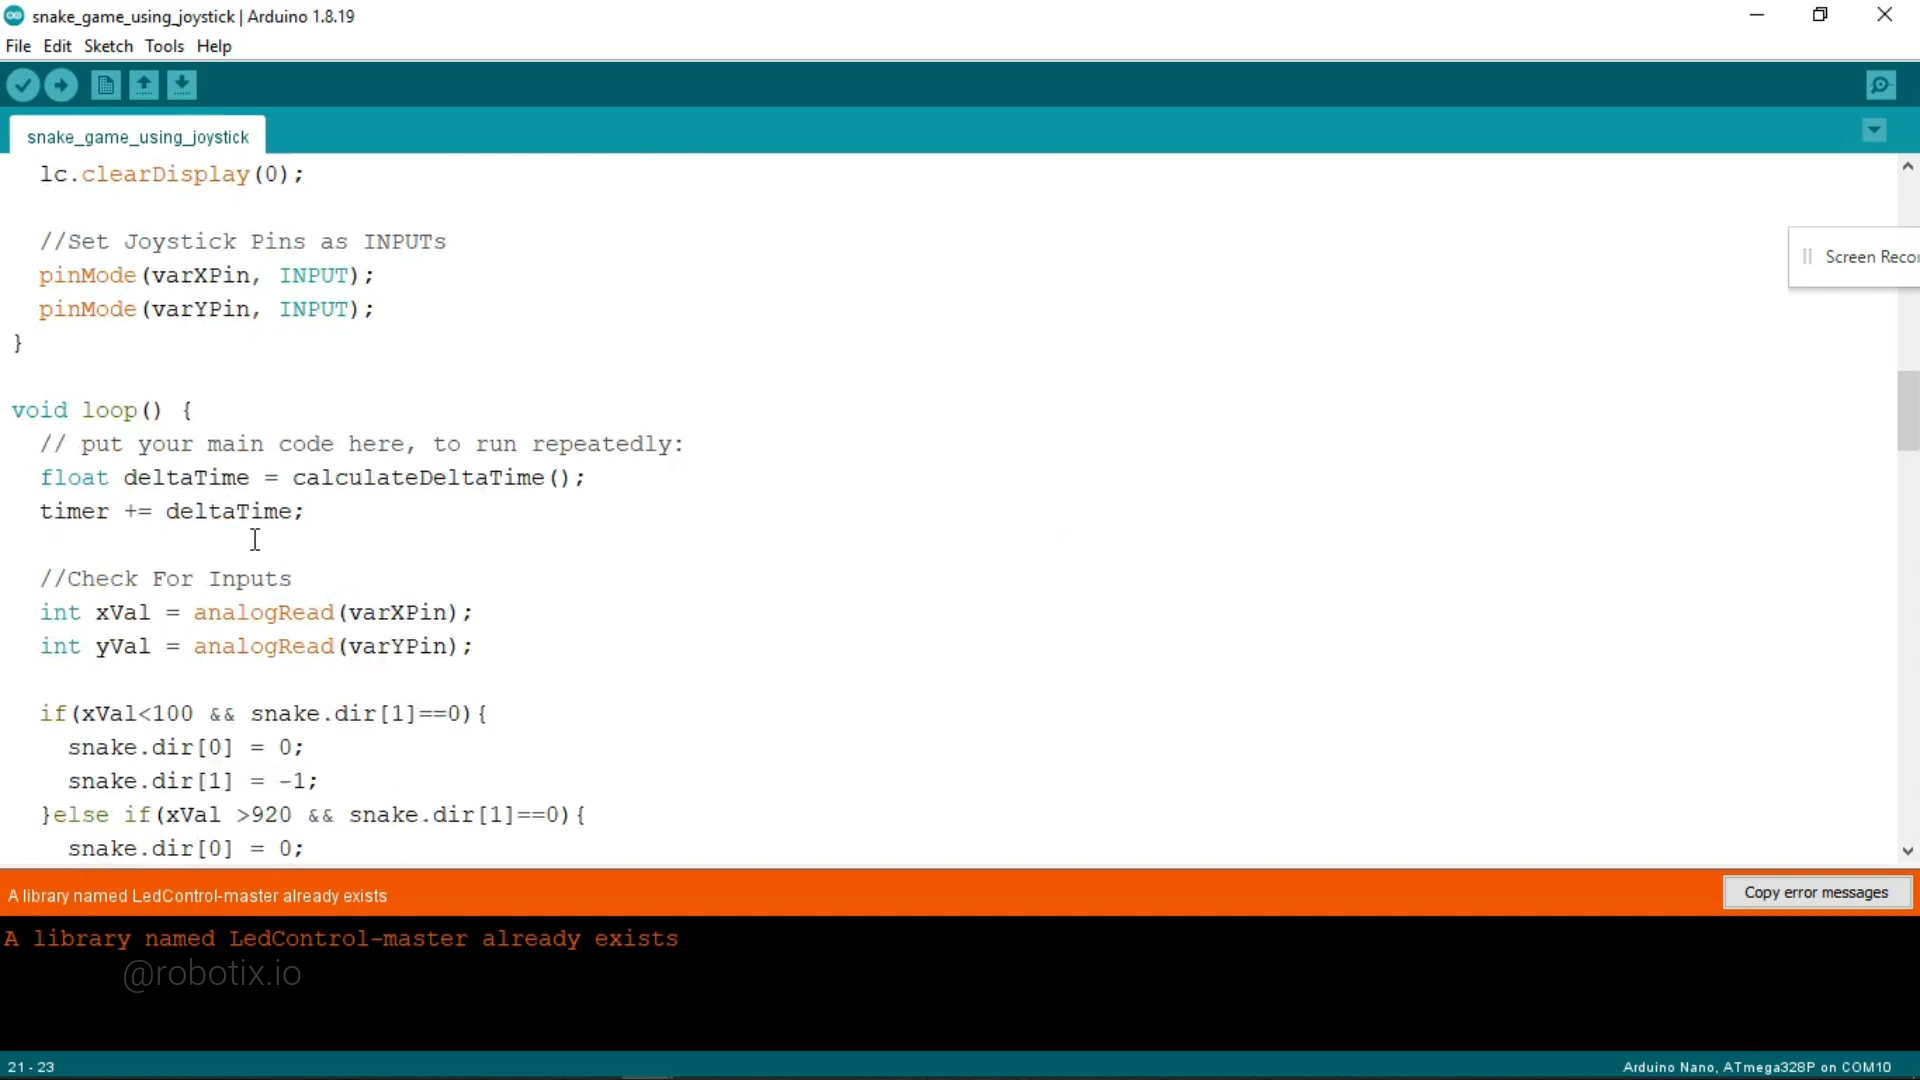 snake_game_using_joystick | Arduino 1.8.19
File Edit Sketch Tools Help
snake_game_using_joystick
lc.clearDisplay(0);
//Set Joystick Pins as INPUTs
pinMode(varXPin, INPUT);
pinMode(varYPin, INPUT);
}
void loop() {
// put your main code here, to run repeatedly:
float deltaTime = calculateDeltaTime();
timer += deltaTime;
//Check For Inputs
int xVal = analogRead(varXPin);
int yVal = analogRead(varYPin);
if(xVal<100 && snake.dir[1]==0){
snake.dir[0] = 0;
snake.dir[1] = -1;
}else if(xVal >920 && snake.dir[1]==0){
snake.dir[0] = 0;
Screen Recor
A library named LedControl-master already exists
Copy error messages
A library named LedControl-master already exists
@robotix.io
21 - 23
Arduino Nano, ATmega328P on COM10